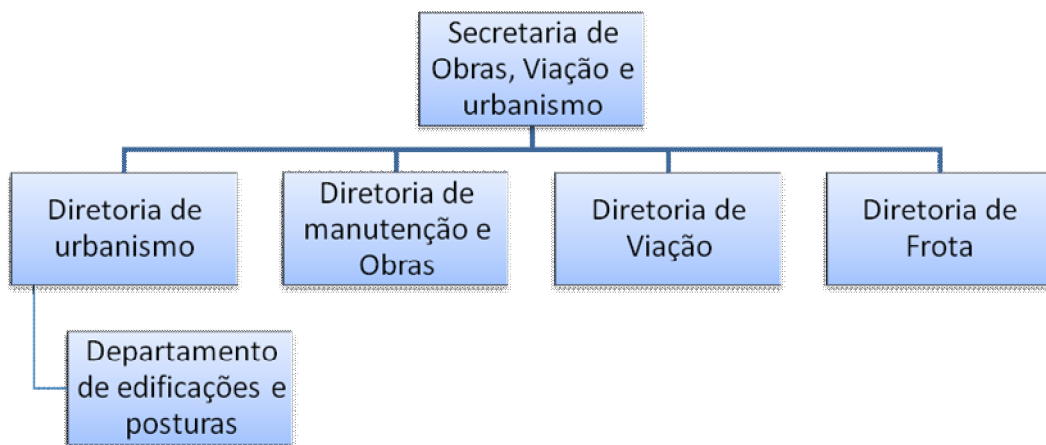 Secretaria de
Obras, Viação e
urbanismo
Diretoria de
urbanismo
Diretoria de
manutenção e
Obras
Diretoria de
Viação
Diretoria de
Frota
Departamento
de edificações e
posturas